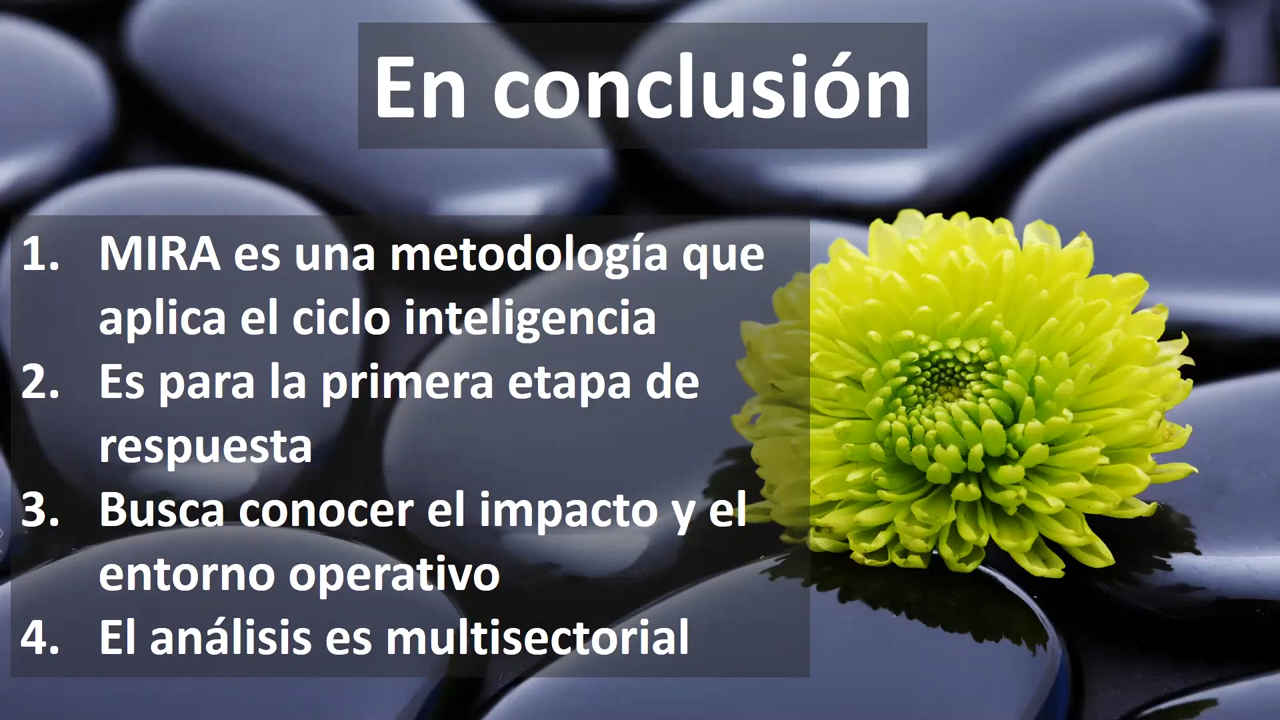 En conclusión
1. MIRA es una metodología que
aplica el ciclo inteligencia
2. Es para la primera etapa de
respuesta
3. Busca conocer el impacto y el
entorno operativo
4. El análisis es multisectorial